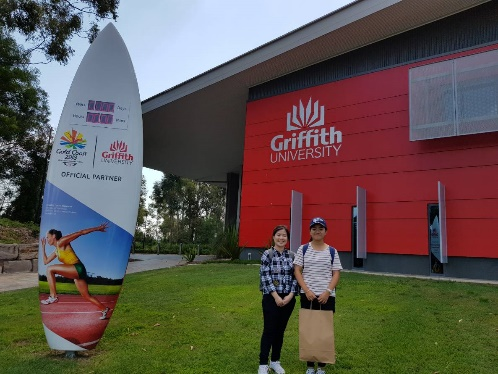 Gold Coast
2018
Griffith
UNIVERSITY
OFFICIAL PARTNER
Griffith
UNIVERSITY